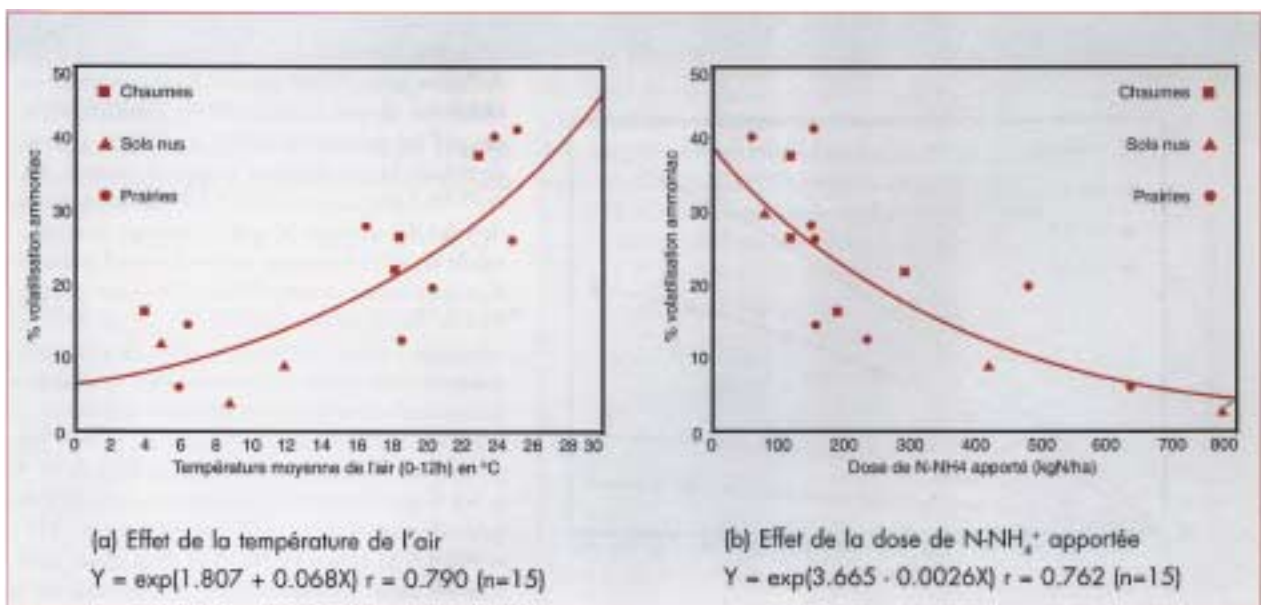 50
40
30
20
10
0
% volatilisation ammoniac
Chaumes
Sols nus
Prairies
0 2 4 6 8 10 12 14 16 18 20 22 24 26 28 30
Température moyenne de l'air (0-12h) en °C
(a) Effet de la température de l'air
Y = exp(1.807 + 0.068X) r = 0.790 (n=15)
50
40
30
20
10
0
% volatilisation ammoniac
Chaumes
Sols nus
Prairies
0 100 200 300 400 500 600 700 800
Dose de N-NH4 apporté (kgN/ha)
(b) Effet de la dose de N-NH₄⁺ apportée
Y = exp(3.665 - 0.0026X) r = 0.762 (n=15)